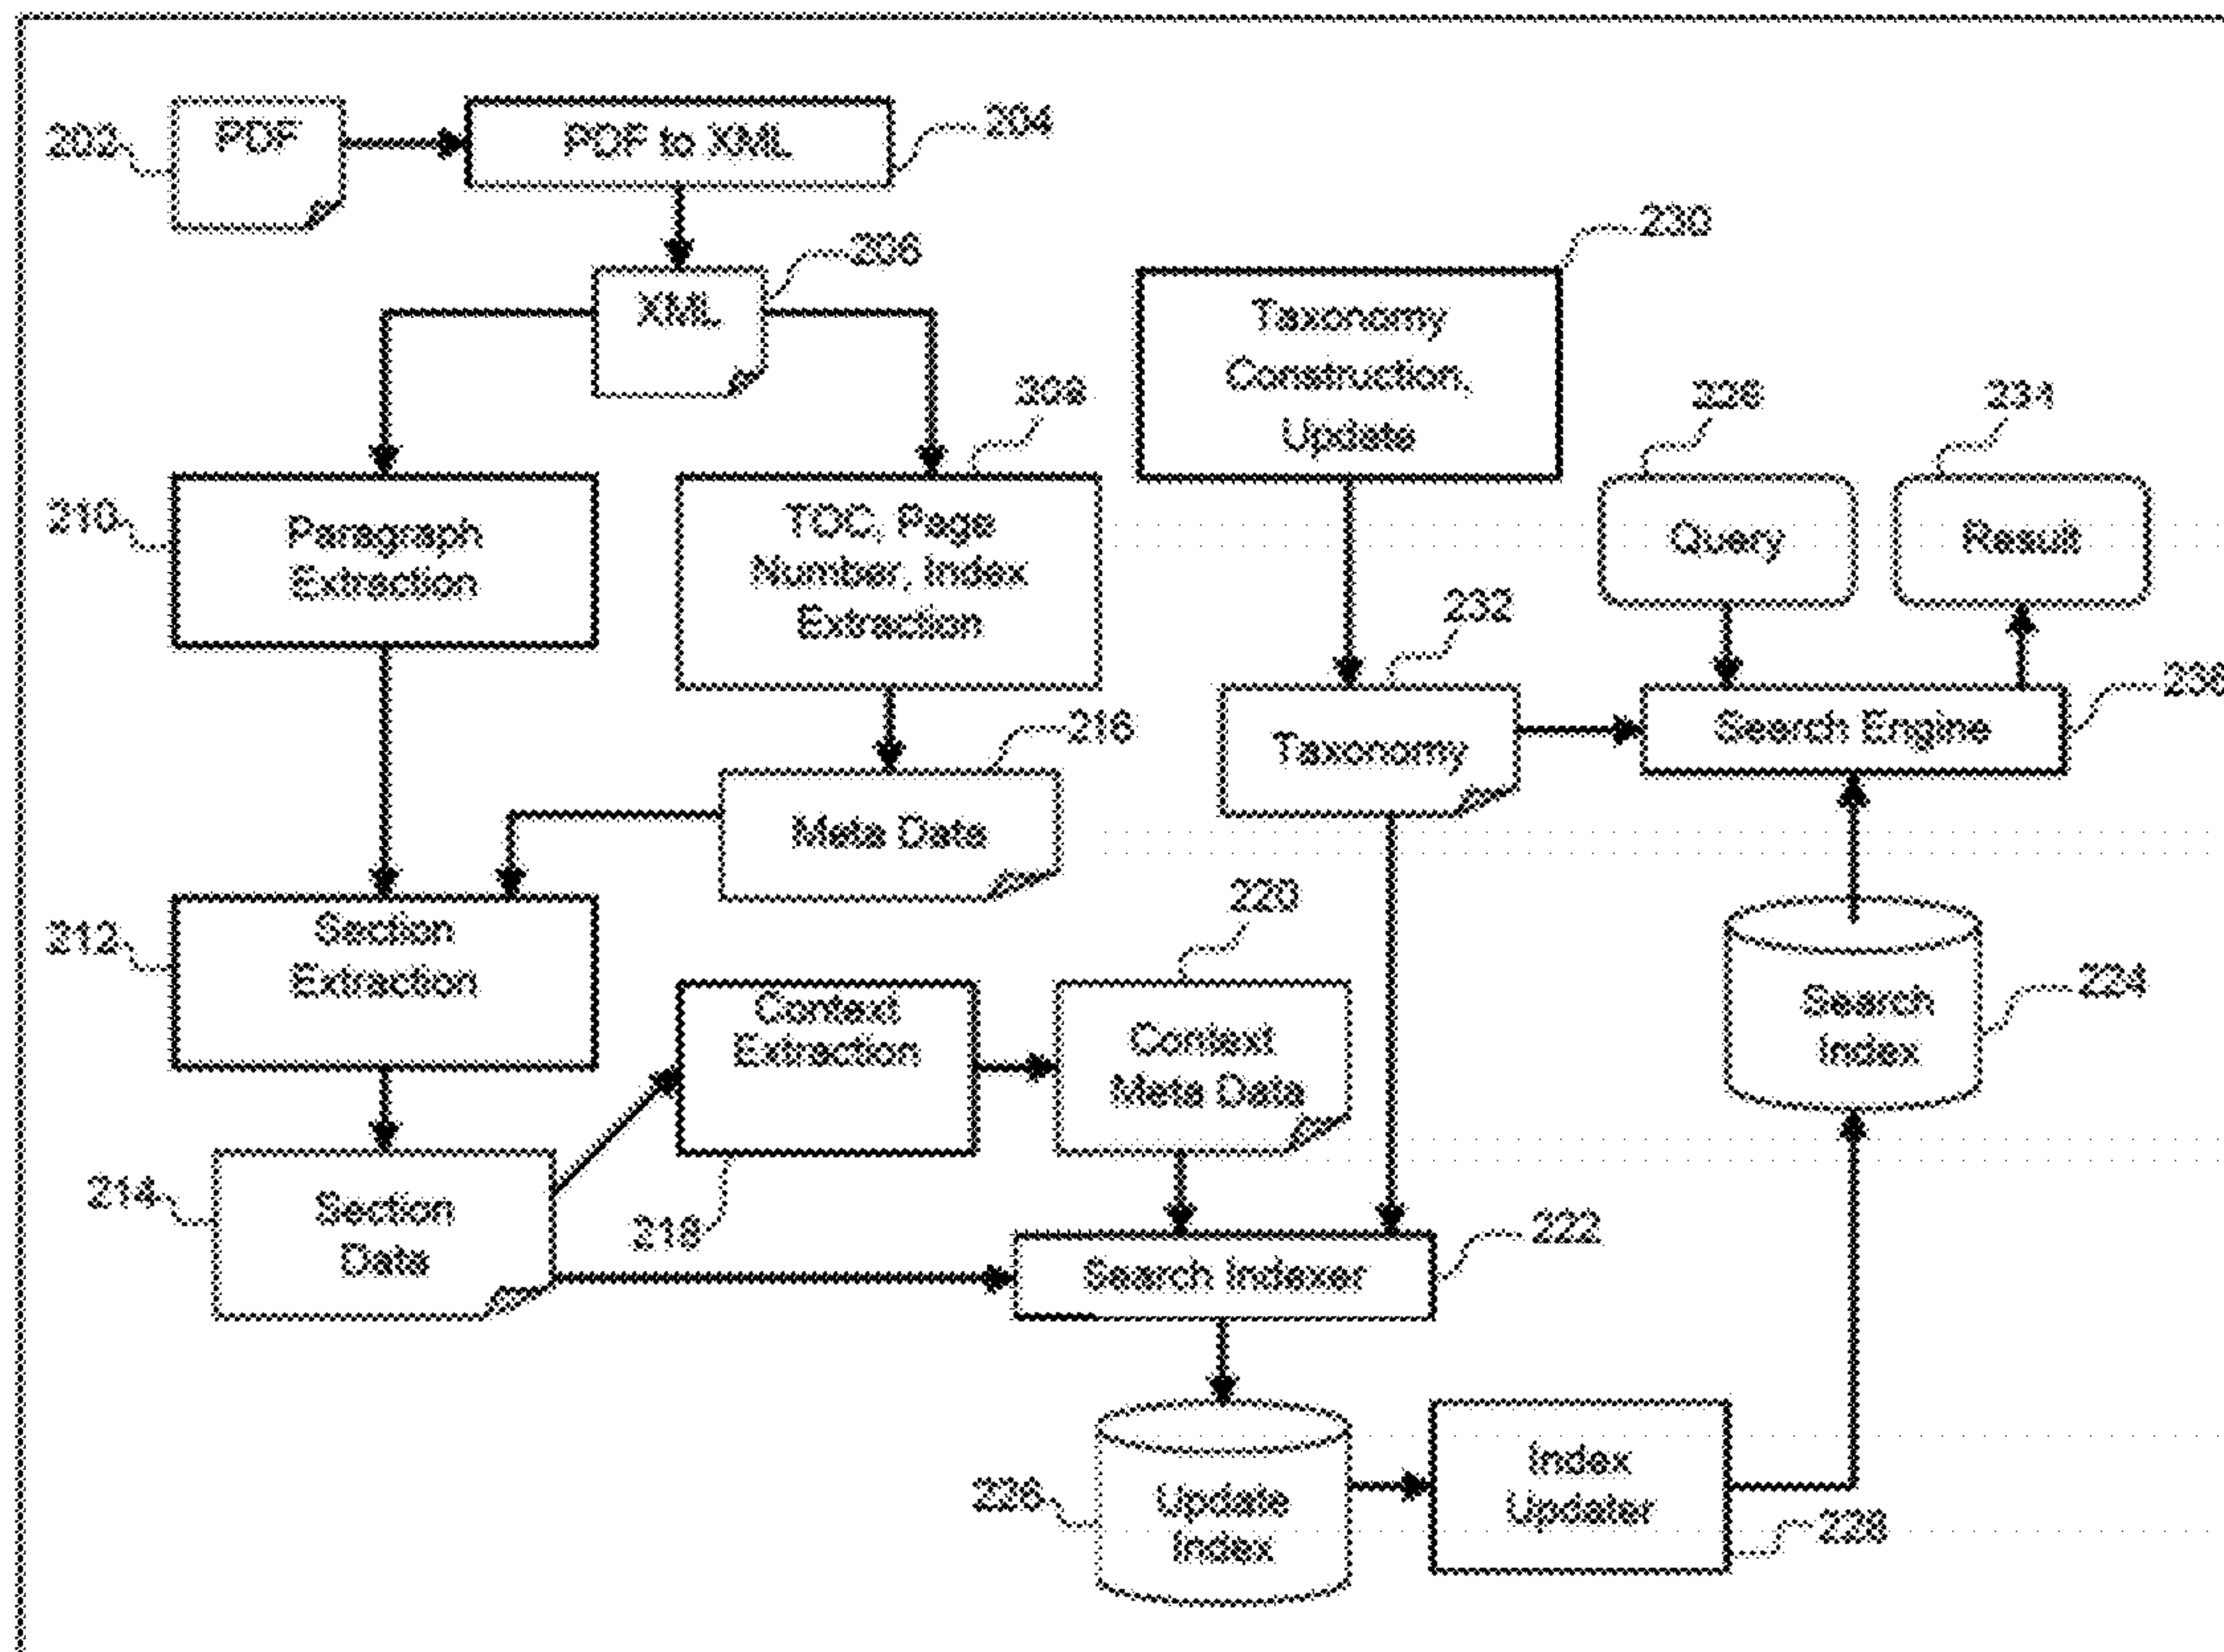 202
PDF
PDF to XML
204
206
XML
230
Taxonomy
Construction,
Update
208
234
210
Paragraph
Extraction
TOC, Page
Number, Index
Extraction
Query
Result
232
216
Taxonomy
Search Engine
Meta Data
212
Section
Extraction
220
Context
Extraction
Context
Meta Data
Search
Index
224
214
Section
Data
218
Search Indexer
222
226
Update
Index
Index
Updater
228